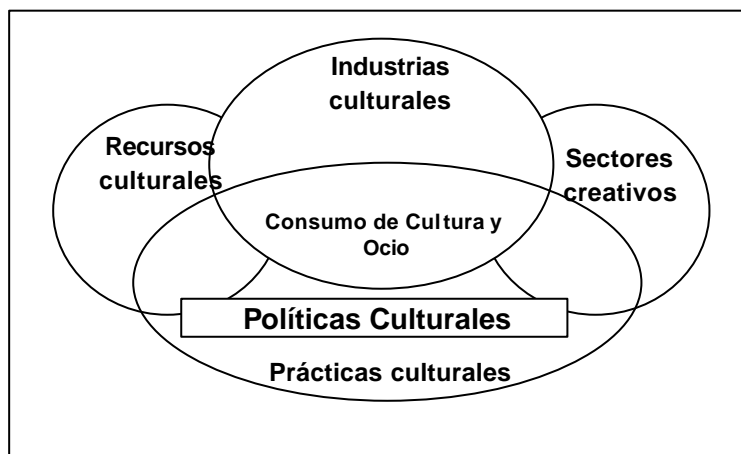 Industrias
culturales
Recursos
culturales
Sectores
creativos
Consumo de Cultura y
Ocio
Políticas Culturales
Prácticas culturales